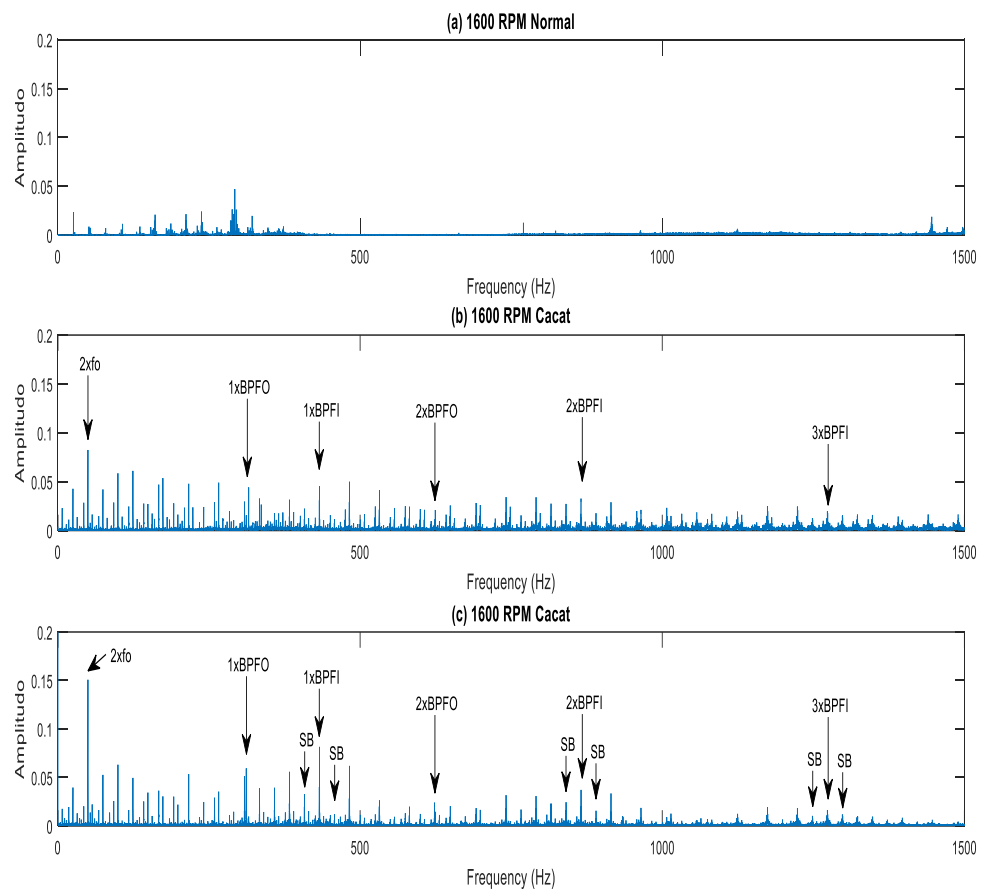 (a) 1600 RPM Normal
0.2
0.15
0.1
0.05
0
Amplitudo
0 500 1000 1500
Frequency (Hz)
(b) 1600 RPM Cacat
0.2
0.15
0.1
0.05
0
Amplitudo
2xfo
1xBPFO
1xBPFI
2xBPFO
2xBPFI
3xBPFI
0 500 1000 1500
Frequency (Hz)
(c) 1600 RPM Cacat
0.2
0.15
0.1
0.05
0
Amplitudo
2xfo
1xBPFO
SB
1xBPFI
SB
2xBPFO
SB
2xBPFI
SB
SB
3xBPFI
SB
0 500 1000 1500
Frequency (Hz)